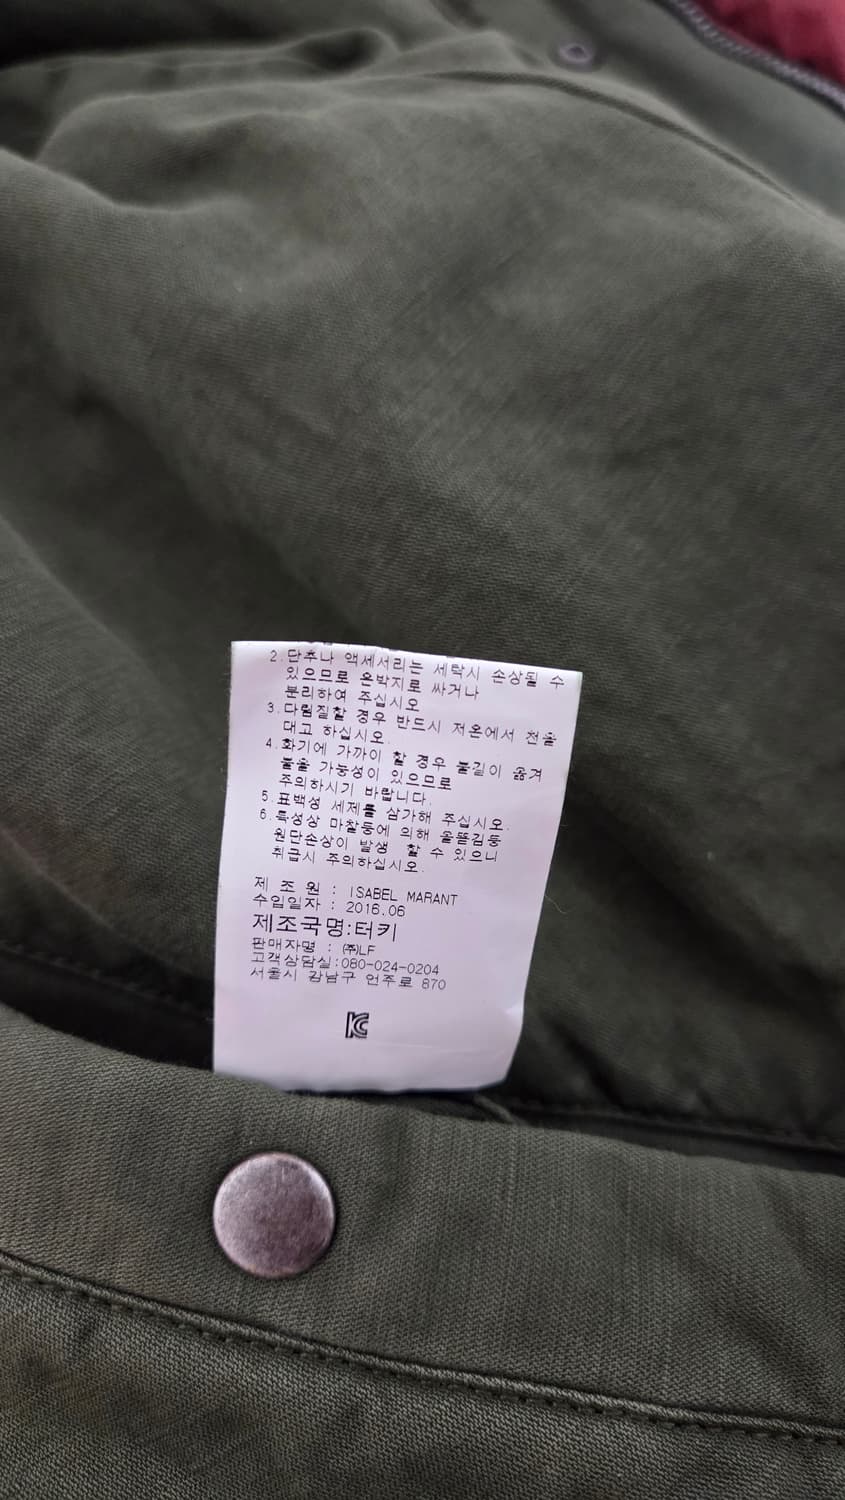 2.단추나 액세서리는 세탁시 손상될 수
있으므로 은박지로 싸거나
분리하여 주십시오
3.다림질할 경우 반드시 저온에서 천을
대고 하십시오.
4.화기에 가까이 할 경우 불길이 옮겨
붙을 가능성이 있으므로
주의하시기 바랍니다.
5.표백성 세제를 삼가해 주십시오.
6.특성상 마찰등에 의해 올뜯김등
원단손상이 발생 할 수 있으니
취급시 주의하십시오.
제 조 원 : ISABEL MARANT
수입일자 : 2016.06
제조국명:터키
판매자명 : ㈜LF
고객상담실:080-024-0204
서울시 강남구 언주로 870
KC